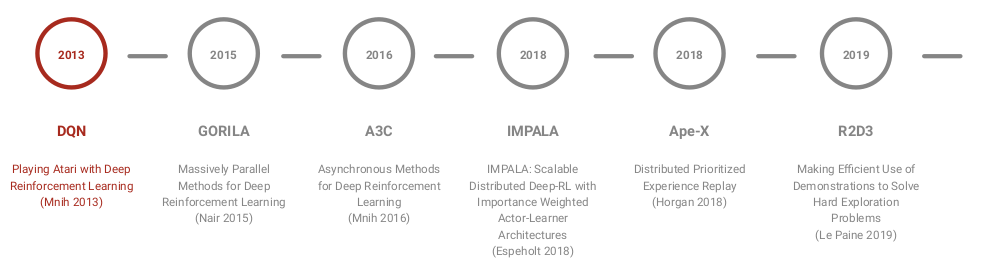 2013
2015
2016
2018
2018
2019
DQN
GORILA
A3C
IMPALA
Ape-X
R2D3
Playing Atari with Deep
Reinforcement Learning
(Mnih 2013)
Massively Parallel
Methods for Deep
Reinforcement Learning
(Nair 2015)
Asynchronous Methods
for Deep Reinforcement
Learning
(Mnih 2016)
IMPALA: Scalable
Distributed Deep-RL with
Importance Weighted
Actor-Learner
Architectures
(Espeholt 2018)
Distributed Prioritized
Experience Replay
(Horgan 2018)
Making Efficient Use of
Demonstrations to Solve
Hard Exploration
Problems
(Le Paine 2019)